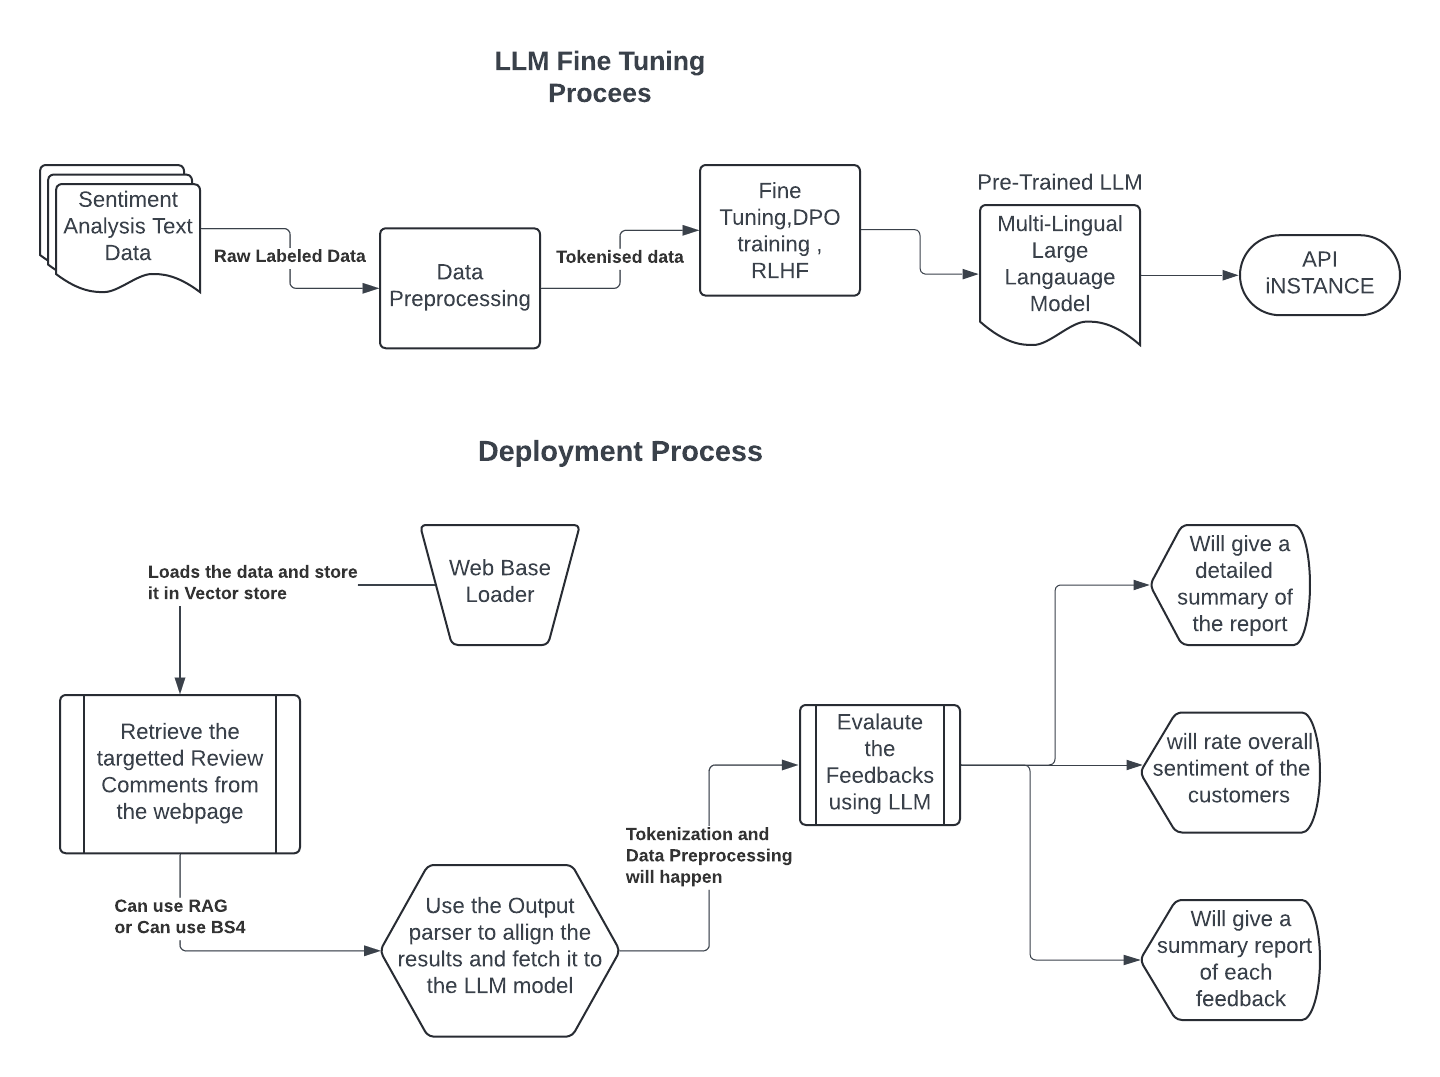 LLM Fine Tuning
Procees
Sentiment
Analysis Text
Data
Raw Labeled Data
Data
Preprocessing
Tokenised data
Fine
Tuning,DPO
training ,
RLHF
Pre-Trained LLM
Multi-Lingual
Large
Langauage
Model
API
iNSTANCE
Deployment Process
Web Base
Loader
Loads the data and store
it in Vector store
Retrieve the
targetted Review
Comments from
the webpage
Can use RAG
or Can use BS4
Use the Output
parser to allign the
results and fetch it to
the LLM model
Tokenization and
Data Preprocessing
will happen
Evalaute
the
Feedbacks
using LLM
Will give a
detailed
summary of
the report
will rate overall
sentiment of the
customers
Will give a
summary report
of each
feedback